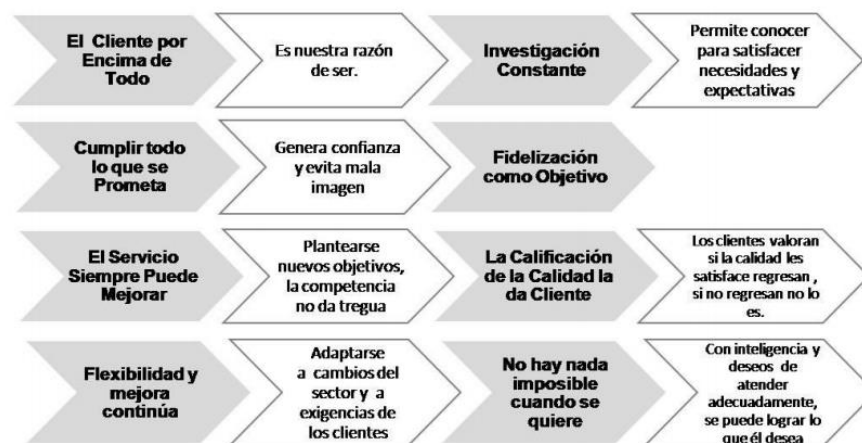 El Cliente por
Encima de
Todo
Es nuestra razón
de ser.
Investigación
Constante
Permite conocer
para satisfacer
necesidades y
expectativas
Cumplir todo
lo que se
Prometa
Genera confianza
y evita mala
imagen
Fidelización
como Objetivo
El Servicio
Siempre Puede
Mejorar
Plantearse
nuevos objetivos,
la competencia
no da tregua
La Calificación
de la Calidad la
da Cliente
Los clientes valoran
si la calidad les
satisface regresan ,
si no regresan no lo
es.
Flexibilidad y
mejora
continúa
Adaptarse
a cambios del
sector y a
exigencias de
los clientes
No hay nada
imposible
cuando se
quiere
Con inteligencia y
deseos de
atender
adecuadamente,
se puede lograr lo
que él desea